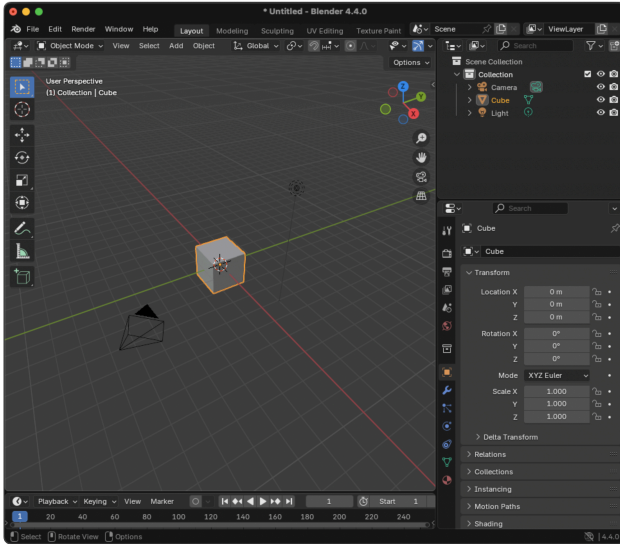 * Untitled - Blender 4.4.0
File Edit Render Window Help Layout Modeling Sculpting UV Editing Texture Paint Scene ViewLayer
Object Mode View Select Add Object Global Search
Options
User Perspective
(1) Collection | Cube
Z
Y
X
Scene Collection
Collection
Camera
Cube
Light
Search
Cube
Cube
Transform
Location X 0 m
Y 0 m
Z 0 m
Rotation X 0°
Y 0°
Z 0°
Mode XYZ Euler
Scale X 1.000
Y 1.000
Z 1.000
Delta Transform
Relations
Collections
Instancing
Motion Paths
Shading
Playback Keying View Marker 1 Start 1
1 20 40 60 80 100 120 140 160 180 200 220 240
Select Rotate View Options 4.4.0